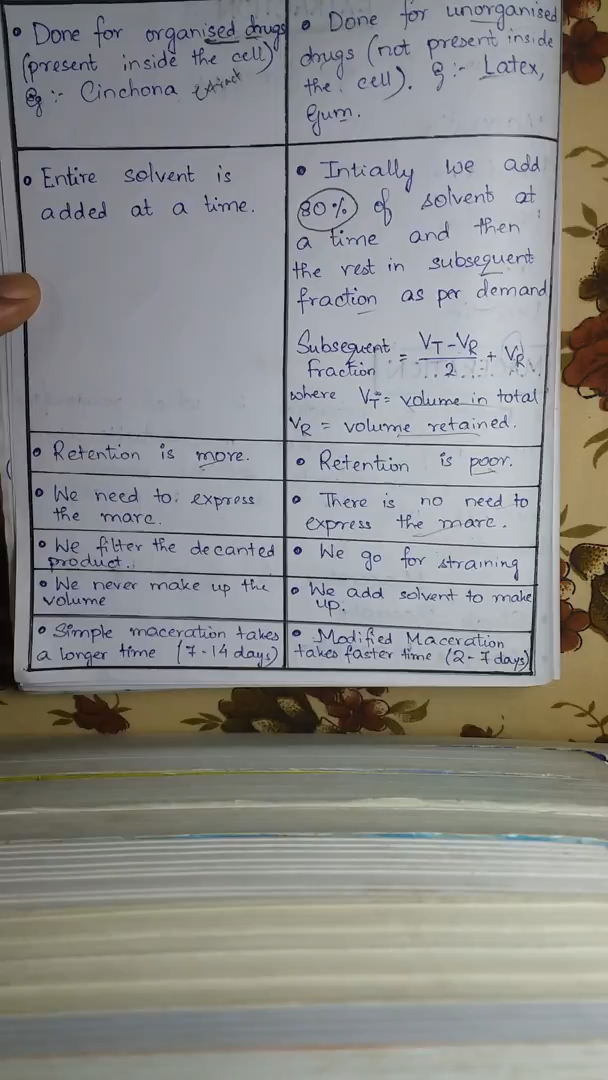 • Done for organised drugs
(present inside the cell)
Eg :- Cinchona
• Done for unorganised
drugs (not present inside
the cell). Eg :- Latex,
Gum.
• Entire solvent is
added at a time.
• Intially we add
80% of solvent at
a time and then
the rest in subsequent
fraction as per demand
Subsequent Fraction = (V_T - V_R)/2 + V_R
where V_T = volume in total
V_R = volume retained.
• Retention is more.
• Retention is poor.
• We need to express
the marc.
• There is no need to
express the marc.
• We filter the decanted
product.
• We go for straining
• We never make up the
volume
• We add solvent to make
up.
• Simple maceration takes
a longer time (7-14 days)
• Modified Maceration
takes faster time (2-7 days)